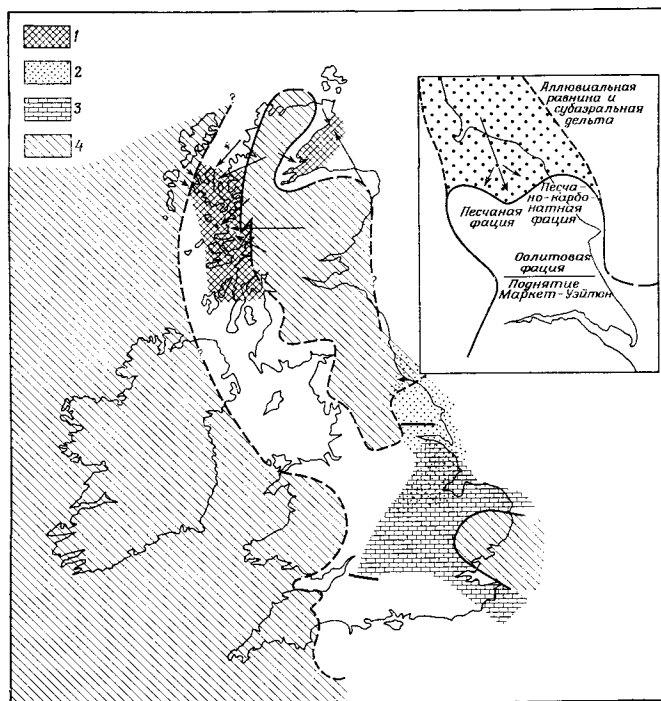 1
2
3
4
?
?
?
Аллювиальная
равнина и
субаэральная
дельта
Песча-
но-карбо-
натная
фация
Песчаная
фация
Оолитовая
фация
Поднятие
Маркет-Уэйтон